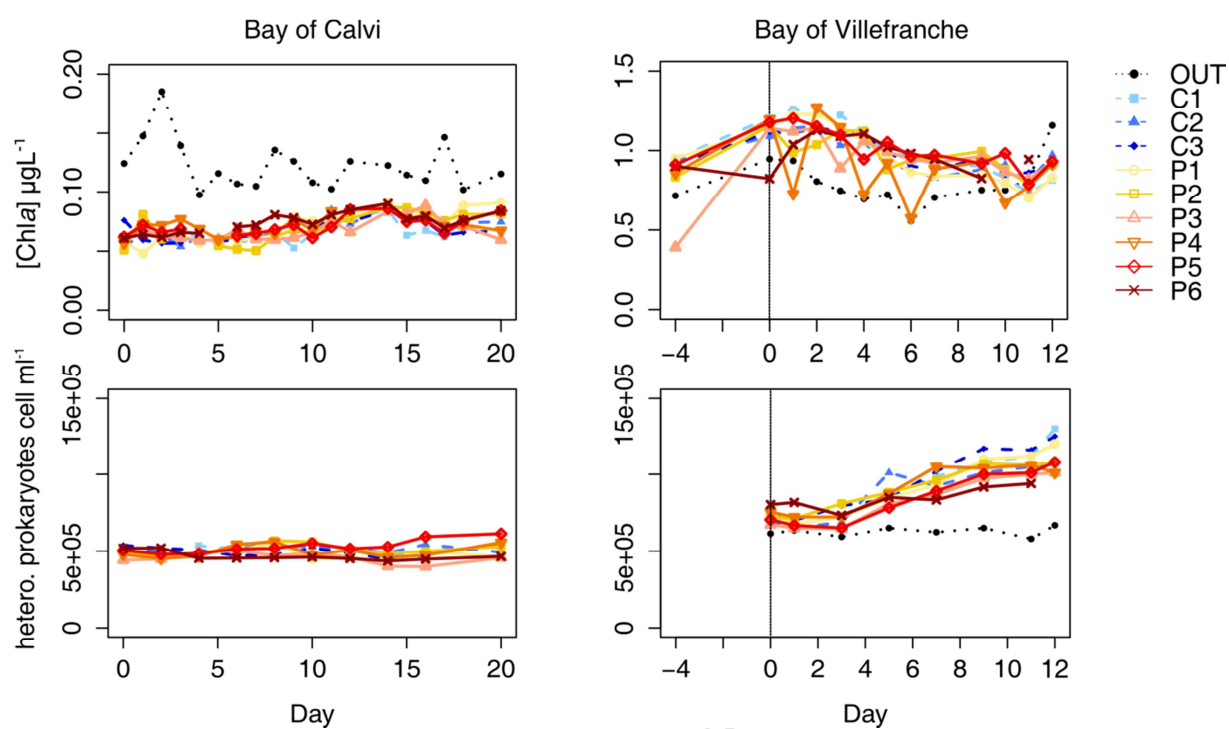 Bay of Calvi
Bay of Villefranche
[Chla] µgL⁻¹
0.20
0.10
0.00
0 5 10 15 20
1.5
1.0
0.5
0.0
−4 0 2 4 6 8 10 12
OUT
C1
C2
C3
P1
P2
P3
P4
P5
P6
hetero. prokaryotes cell ml⁻¹
15e+05
5e+05
0
0 5 10 15 20
Day
15e+05
5e+05
0
−4 0 2 4 6 8 10 12
Day